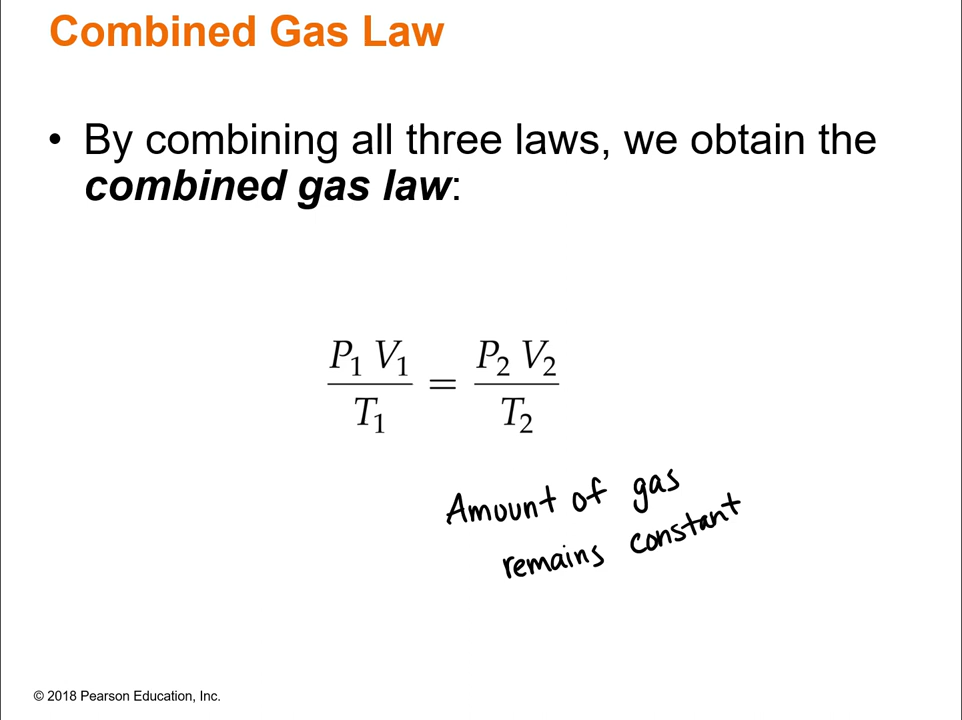 Combined Gas Law
• By combining all three laws, we obtain the
combined gas law:
P₁ V₁ / T₁ = P₂ V₂ / T₂
Amount of gas
remains constant
© 2018 Pearson Education, Inc.